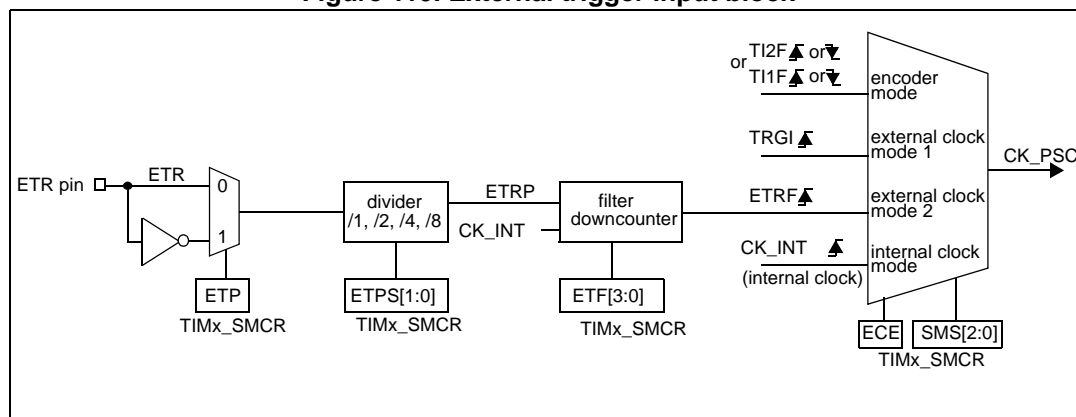 Figure 116. External trigger input block
or TI2F or
TI1F or
encoder
mode
TRGI
external clock
mode 1
CK_PSC
ETR pin
ETR
0
1
divider
/1, /2, /4, /8
ETRP
CK_INT
filter
downcounter
ETRF
external clock
mode 2
CK_INT
(internal clock)
internal clock
mode
ETP
TIMx_SMCR
ETPS[1:0]
TIMx_SMCR
ETF[3:0]
TIMx_SMCR
ECE
SMS[2:0]
TIMx_SMCR